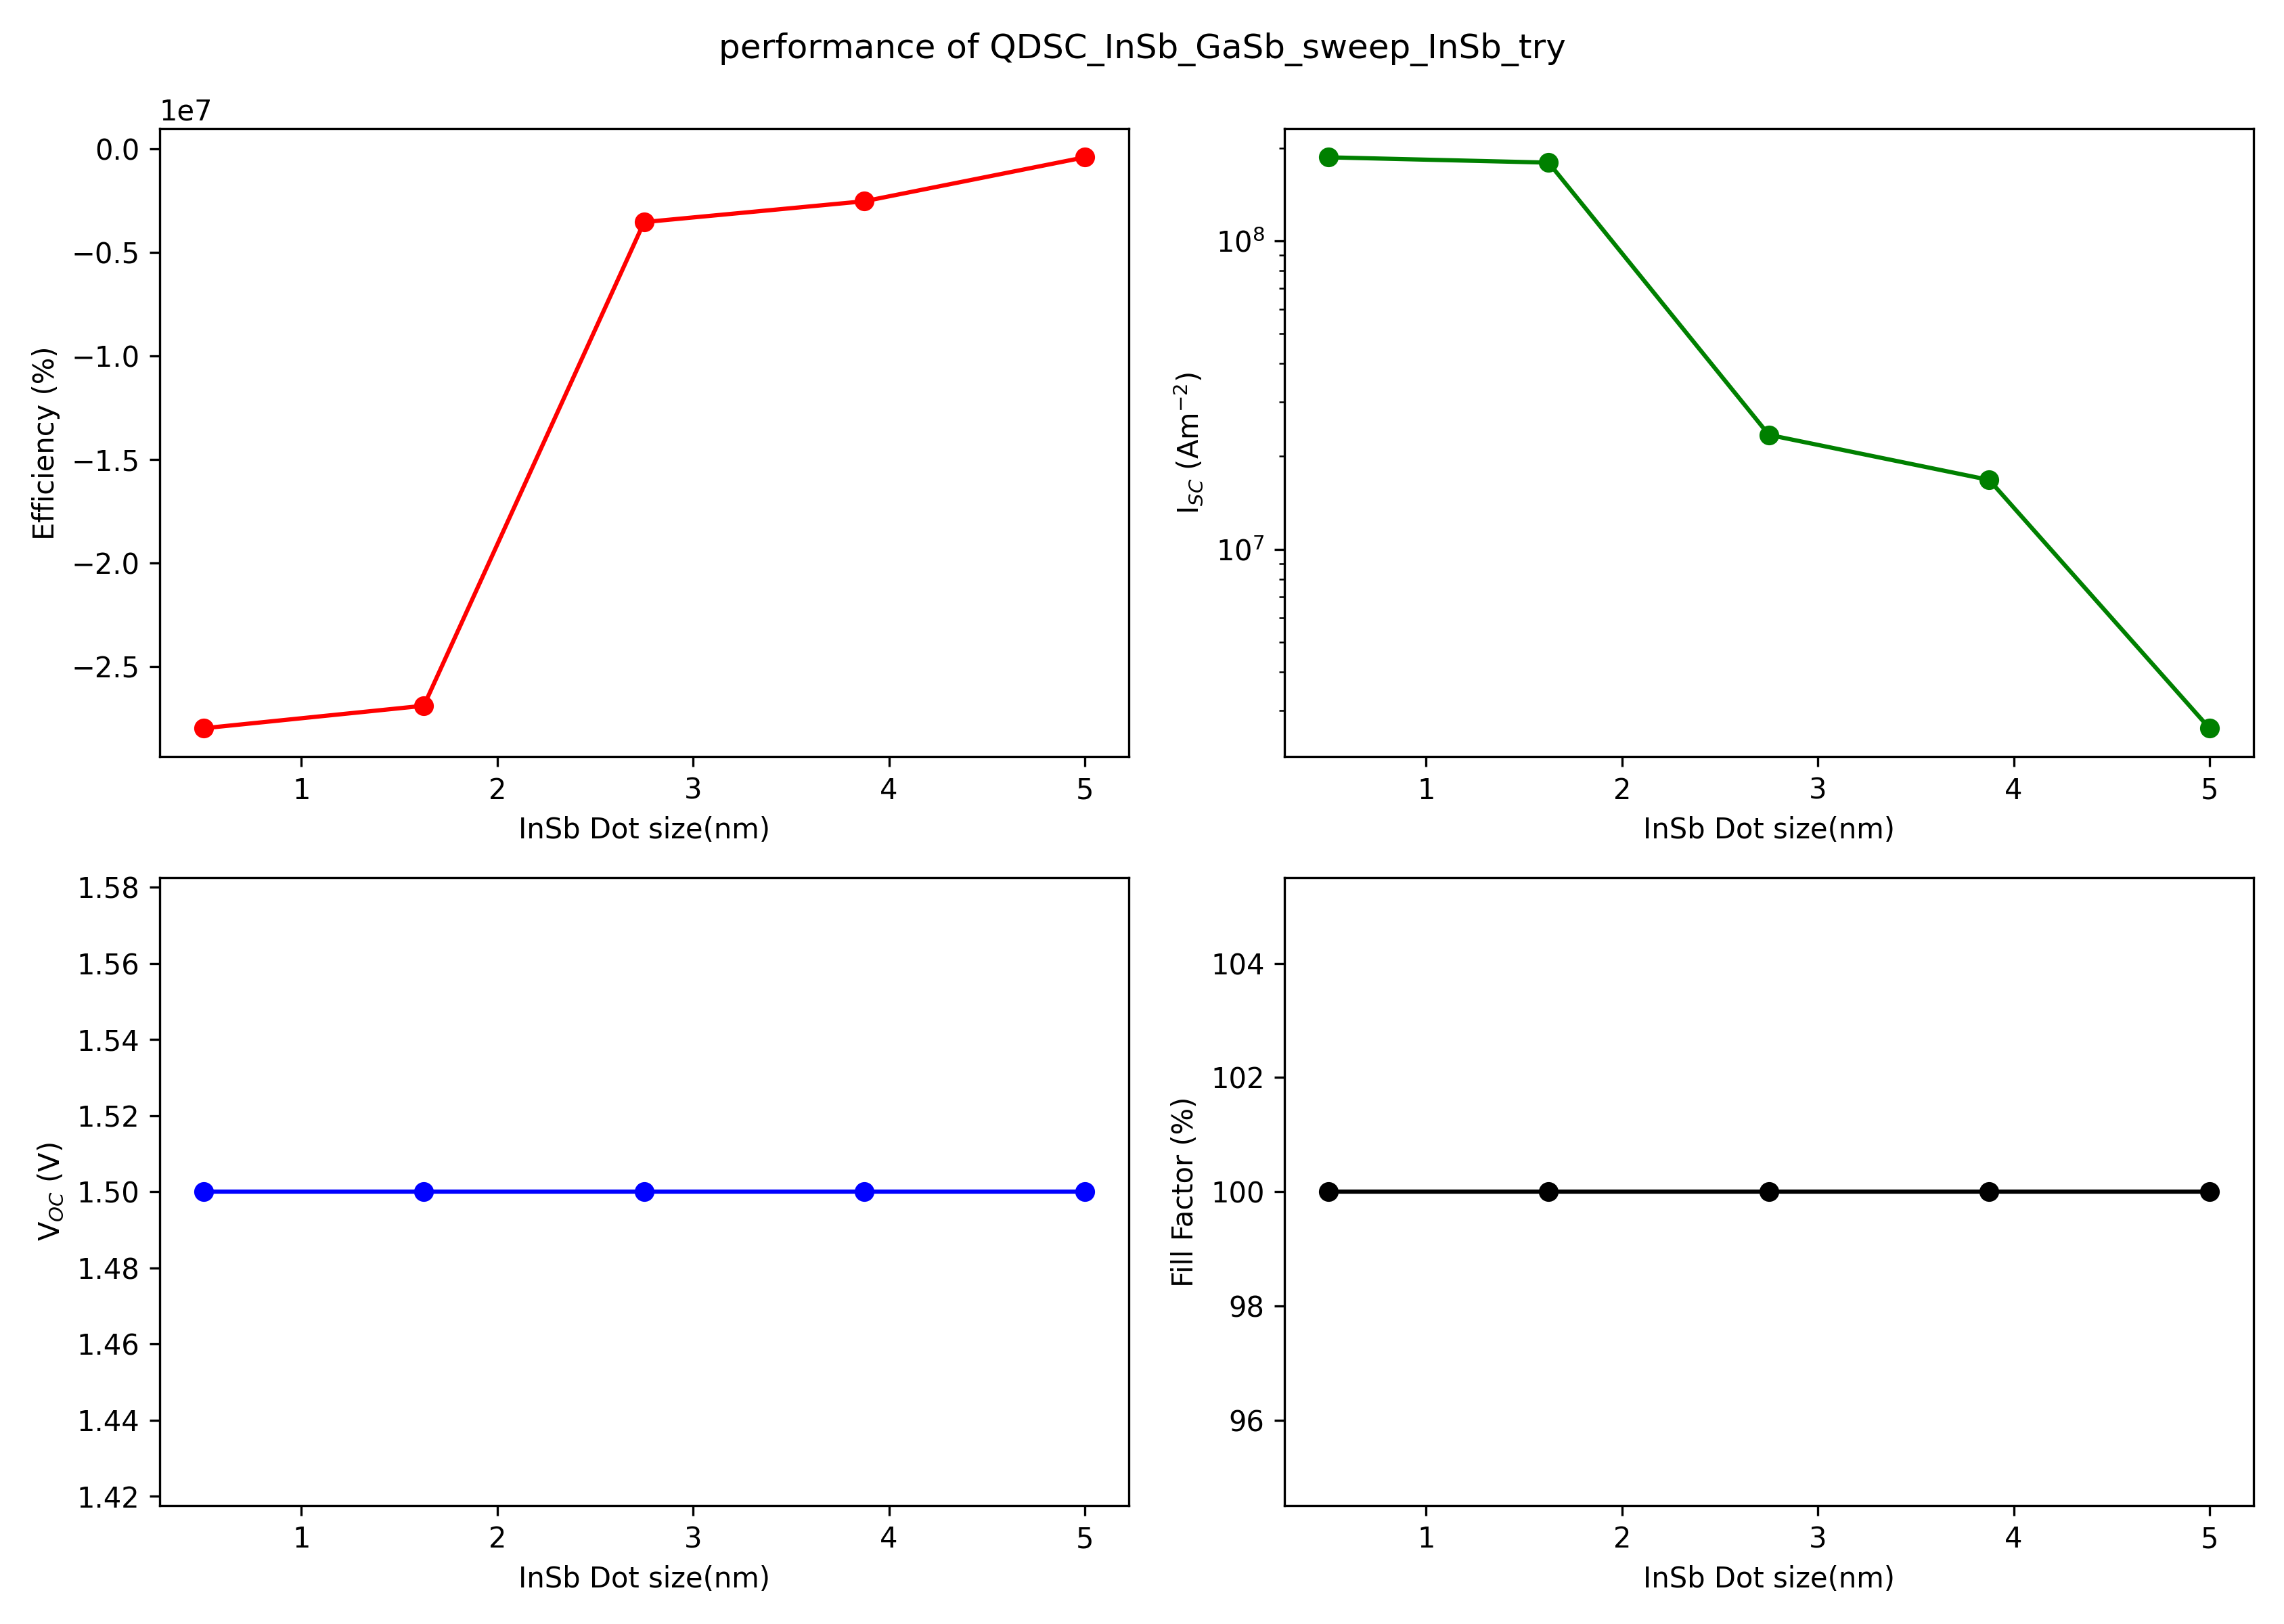 performance of QDSC_InSb_GaSb_sweep_InSb_try
1e7
0.0
−0.5
−1.0
−1.5
−2.0
−2.5
Efficiency (%)
1 2 3 4 5
InSb Dot size(nm)
10⁸
10⁷
I_SC (Am⁻²)
1 2 3 4 5
InSb Dot size(nm)
1.58
1.56
1.54
1.52
1.50
1.48
1.46
1.44
1.42
V_OC (V)
1 2 3 4 5
InSb Dot size(nm)
104
102
100
98
96
Fill Factor (%)
1 2 3 4 5
InSb Dot size(nm)